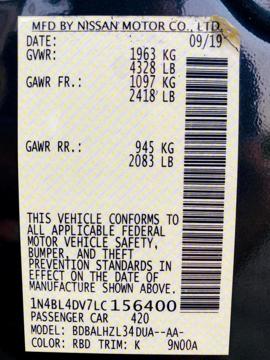 MFD BY NISSAN MOTOR CO., LTD.
DATE: 09/19
GVWR: 1963 KG
4328 LB
GAWR FR.: 1097 KG
2418 LB
GAWR RR.: 945 KG
2083 LB
THIS VEHICLE CONFORMS TO
ALL APPLICABLE FEDERAL
MOTOR VEHICLE SAFETY,
BUMPER, AND THEFT
PREVENTION STANDARDS IN
EFFECT ON THE DATE OF
MANUFACTURE SHOWN ABOVE.
1N4BL4DV7LC156400
PASSENGER CAR 420
MODEL: BDBALHZL34DUA--AA-
COLOR: RBD TRIM: K 9N00A